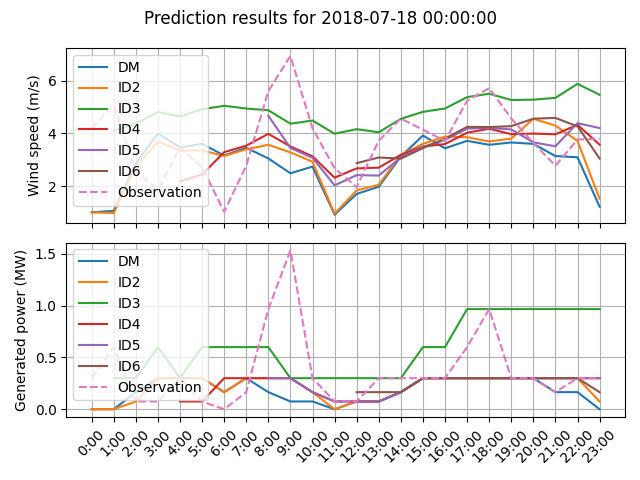 Prediction results for 2018-07-18 00:00:00
Wind speed (m/s)
6
4
2
DM
ID2
ID3
ID4
ID5
ID6
Observation
Generated power (MW)
1.5
1.0
0.5
0.0
DM
ID2
ID3
ID4
ID5
ID6
Observation
0:00 1:00 2:00 3:00 4:00 5:00 6:00 7:00 8:00 9:00 10:00 11:00 12:00 13:00 14:00 15:00 16:00 17:00 18:00 19:00 20:00 21:00 22:00 23:00